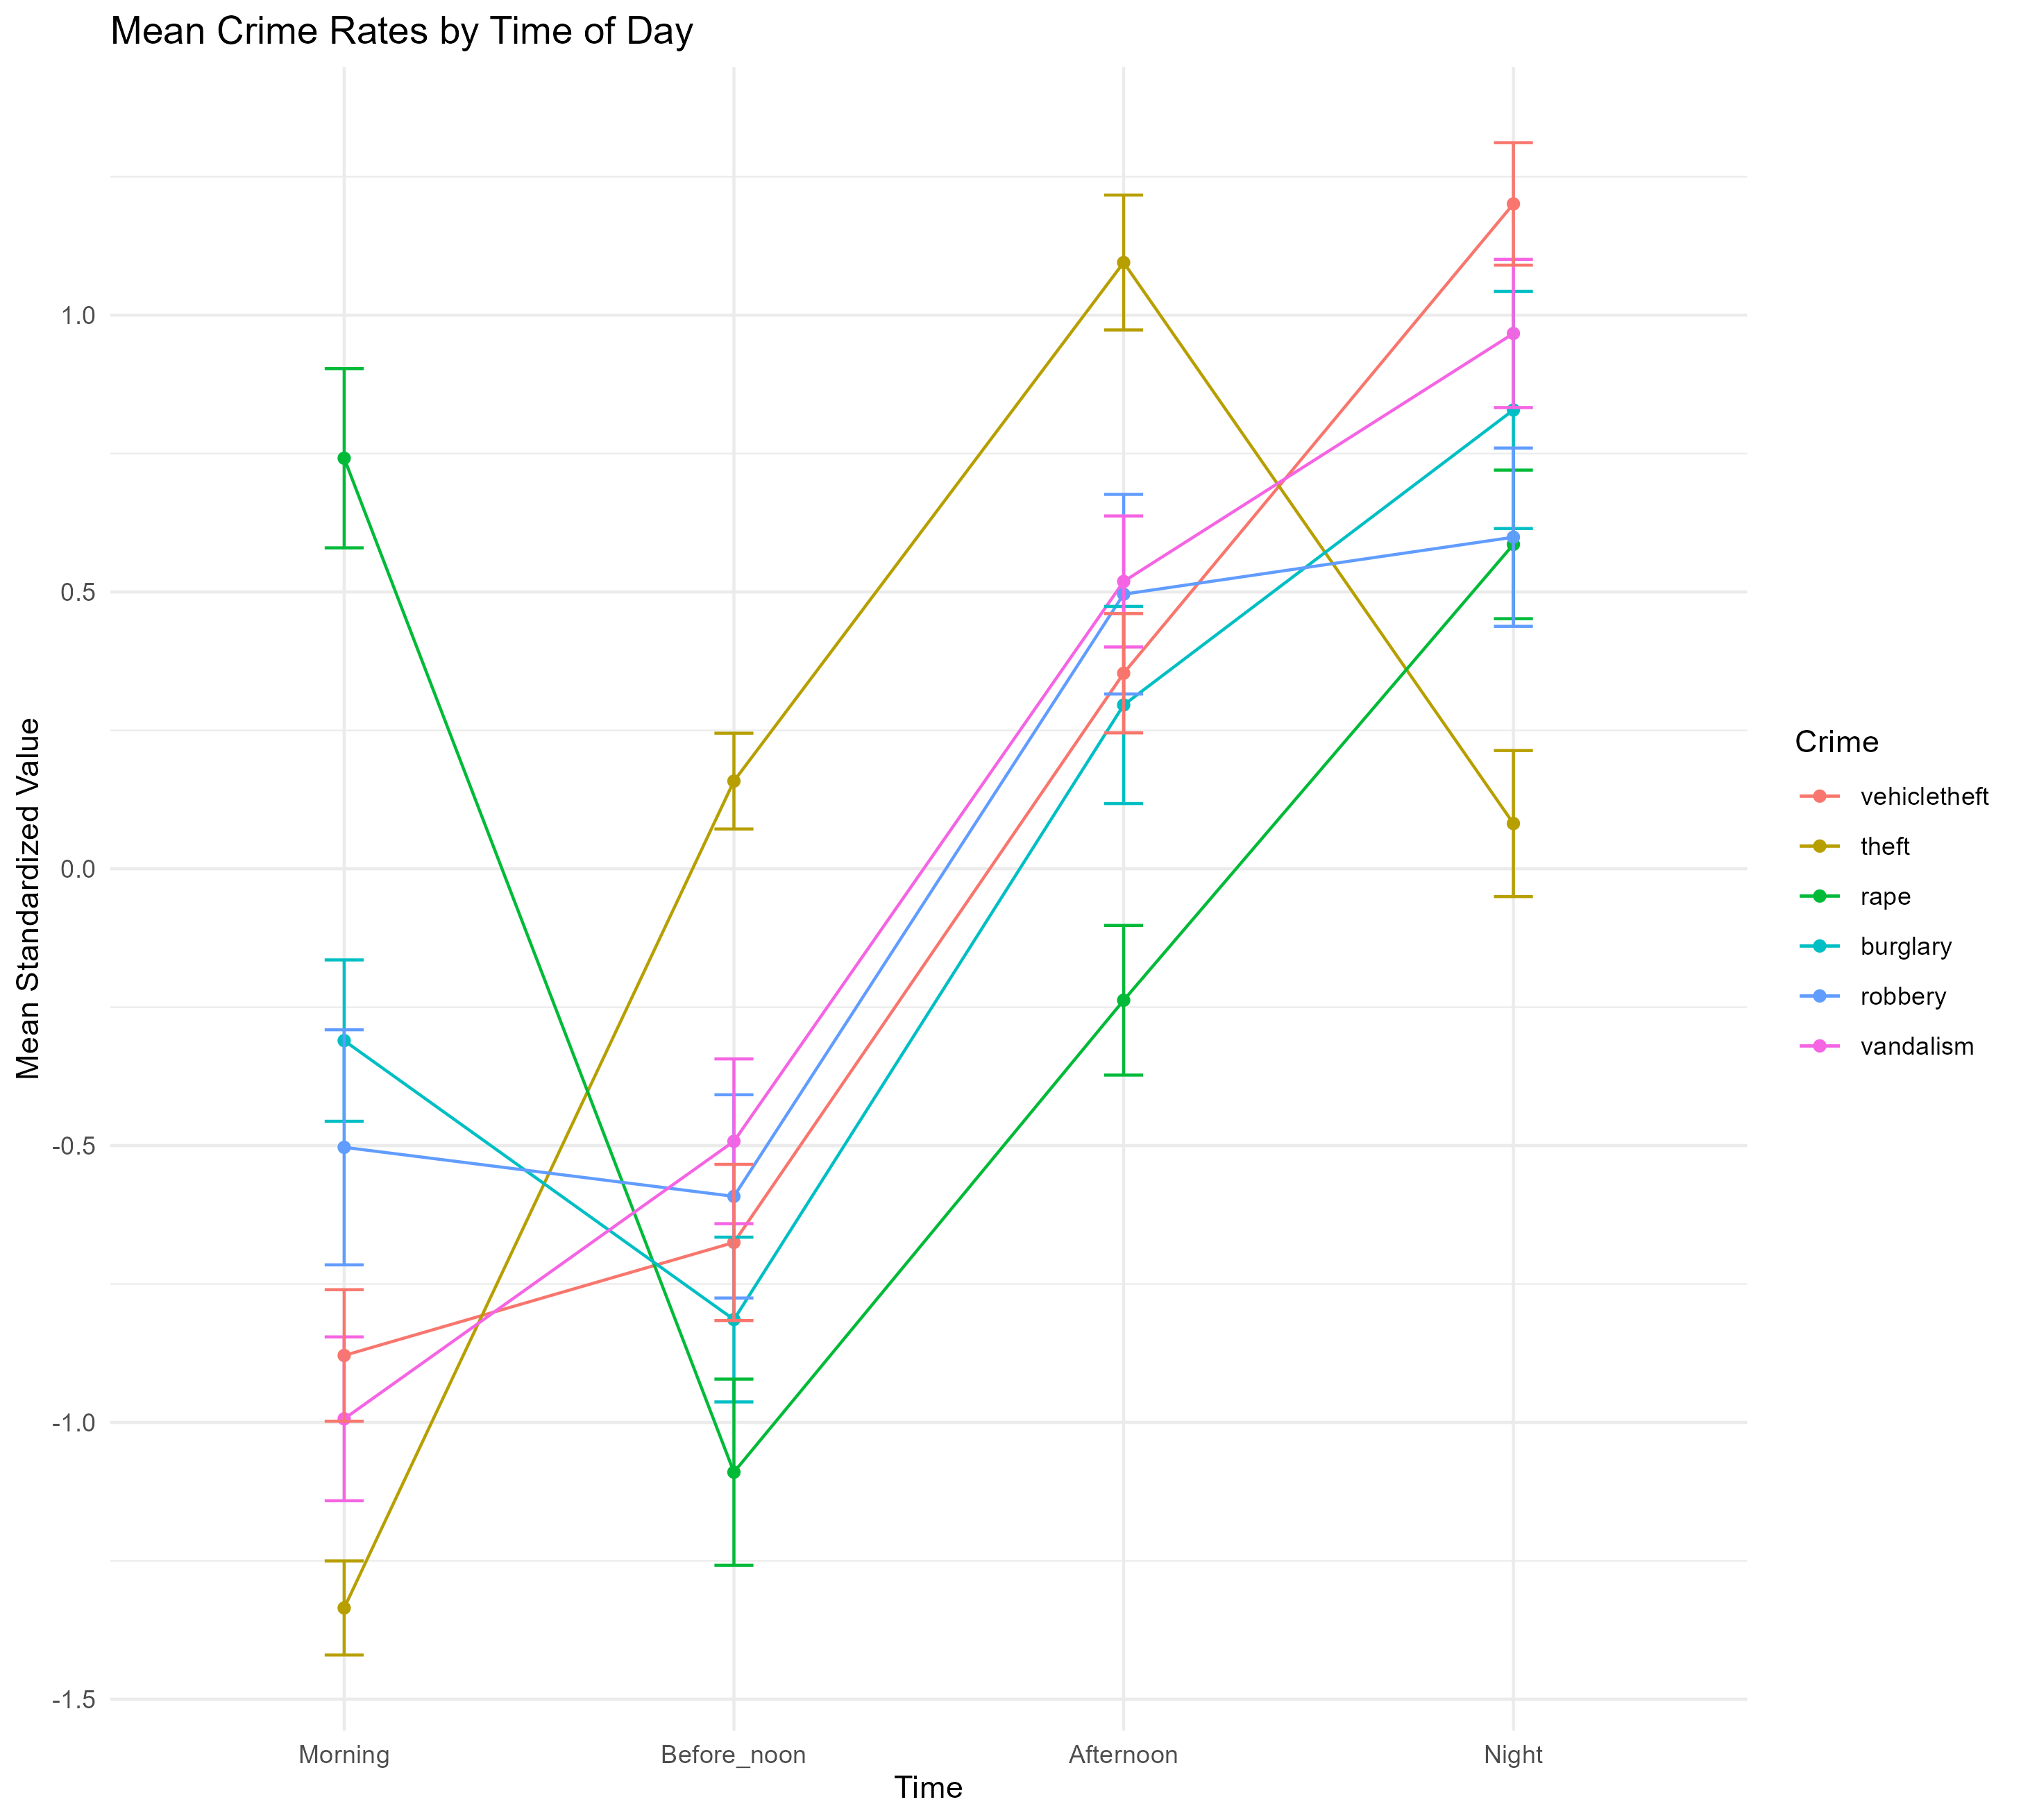 Mean Crime Rates by Time of Day
Mean Standardized Value
1.0
0.5
0.0
-0.5
-1.0
-1.5
Morning
Before_noon
Afternoon
Night
Time
Crime
vehicletheft
theft
rape
burglary
robbery
vandalism